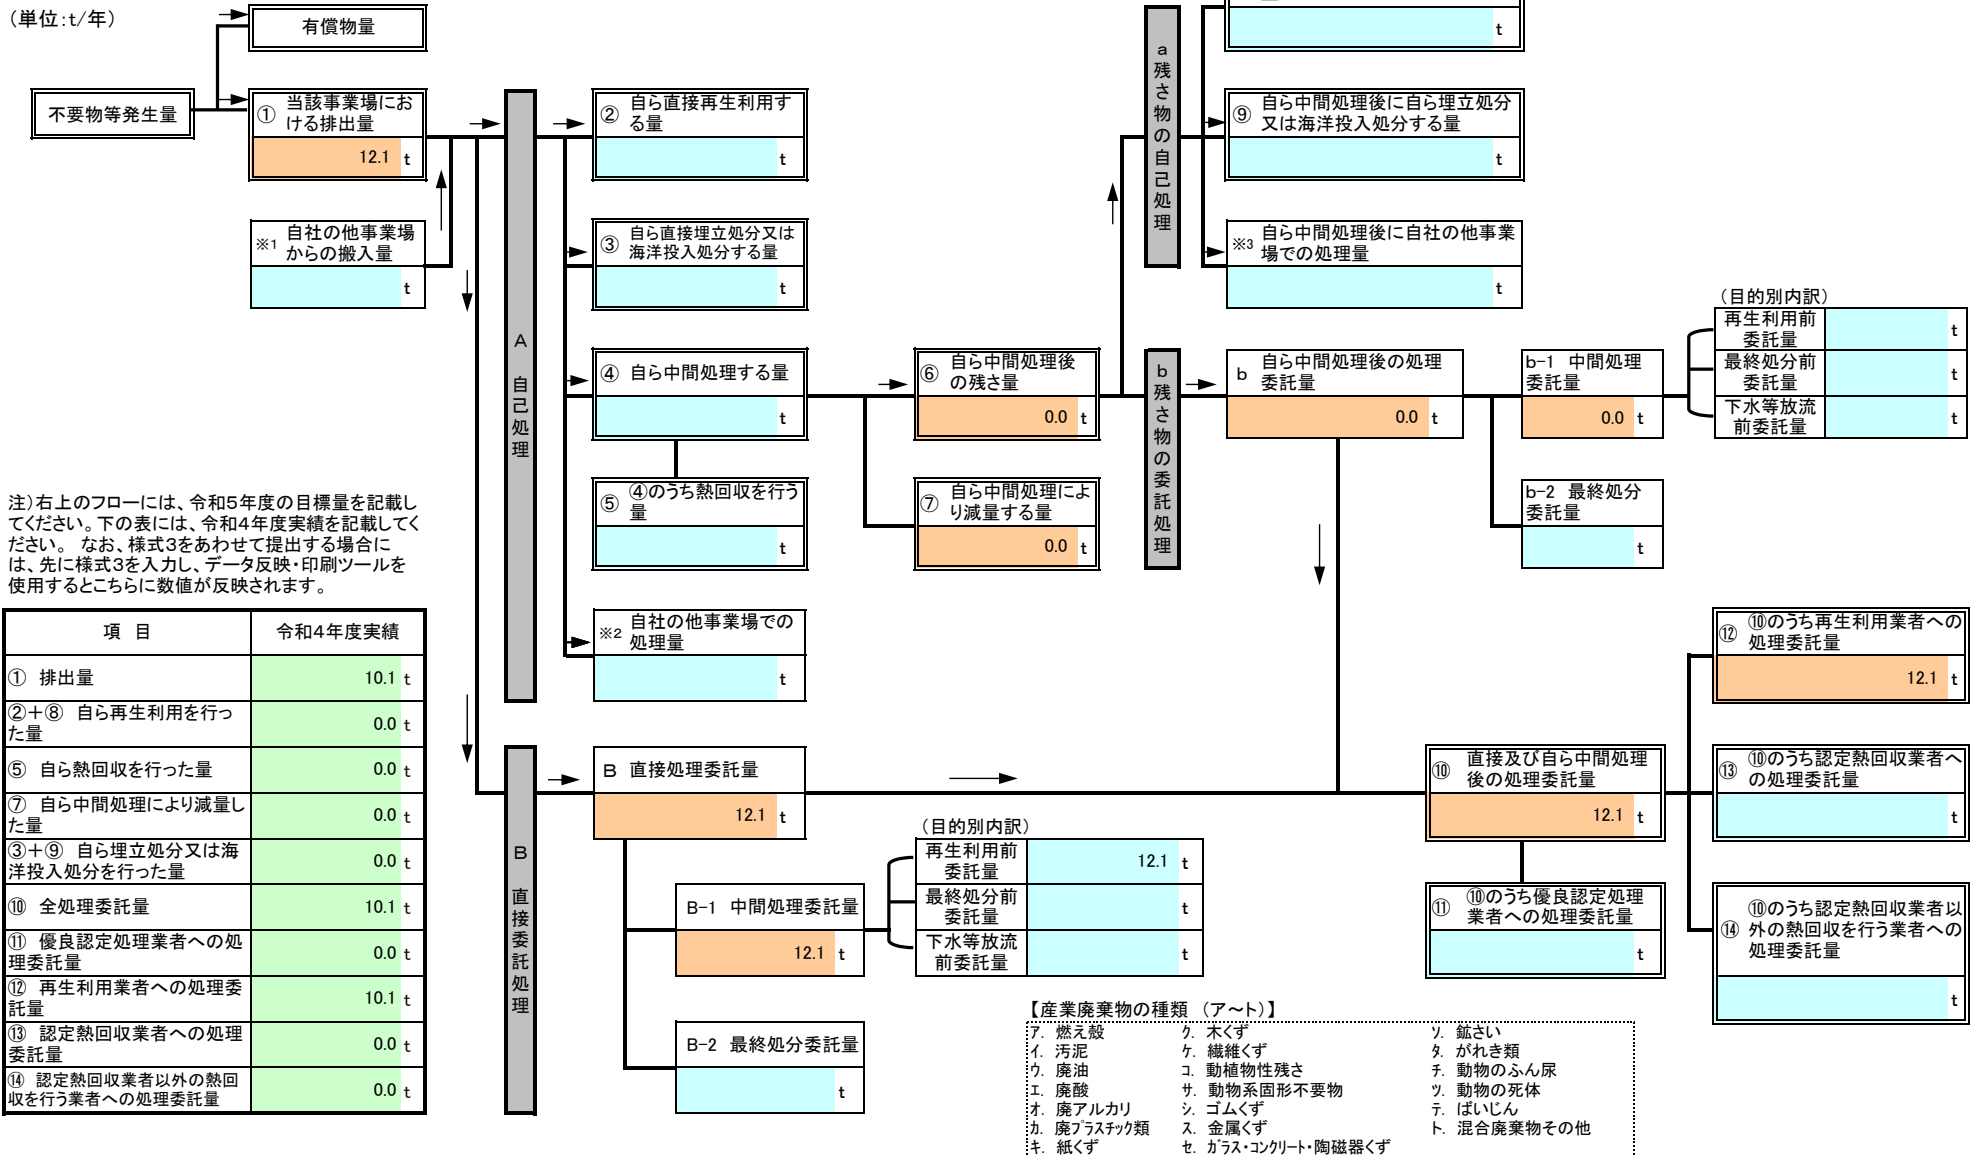 (単位:t/年)
有償物量
不要物等発生量
①
当該事業場にお
ける排出量
12.1 t
※1
自社の他事業場
からの搬入量
t
A
自己処理
②
自ら直接再生利用す
る量
t
③
自ら直接埋立処分又は
海洋投入処分する量
t
④ 自ら中間処理する量
t
⑤
④のうち熱回収を行う
量
t
※2
自社の他事業場での
処理量
t
⑥
自ら中間処理後
の残さ量
0.0 t
⑦
自ら中間処理によ
り減量する量
0.0 t
a残さ物の自己処理
t
⑨
自ら中間処理後に自ら埋立処分
又は海洋投入処分する量
t
※3
自ら中間処理後に自社の他事業
場での処理量
t
b残さ物の委託処理
b
自ら中間処理後の処理
委託量
0.0 t
b-1 中間処理
委託量
0.0 t
b-2 最終処分
委託量
t
(目的別内訳)
再生利用前
委託量
t
最終処分前
委託量
t
下水等放流
前委託量
t
注)右上のフローには、令和5年度の目標量を記載し
てください。下の表には、令和4年度実績を記載してく
ださい。 なお、様式3をあわせて提出する場合に
は、先に様式3を入力し、データ反映・印刷ツールを
使用するとこちらに数値が反映されます。
項 目 令和4年度実績
① 排出量 10.1 t
②+⑧ 自ら再生利用を行っ
た量
0.0 t
⑤ 自ら熱回収を行った量 0.0 t
⑦ 自ら中間処理により減量し
た量
0.0 t
③+⑨ 自ら埋立処分又は海
洋投入処分を行った量
0.0 t
⑩ 全処理委託量 10.1 t
⑪ 優良認定処理業者への処
理委託量
0.0 t
⑫ 再生利用業者への処理委
託量
10.1 t
⑬ 認定熱回収業者への処理
委託量
0.0 t
⑭ 認定熱回収業者以外の熱回
収を行う業者への処理委託量
0.0 t
B
直接委託処理
B 直接処理委託量
12.1 t
B-1 中間処理委託量
12.1 t
B-2 最終処分委託量
t
(目的別内訳)
再生利用前
委託量
12.1 t
最終処分前
委託量
t
下水等放流
前委託量
t
⑩
直接及び自ら中間処理
後の処理委託量
12.1 t
⑪
⑩のうち優良認定処理
業者への処理委託量
t
⑫
⑩のうち再生利用業者への
処理委託量
12.1 t
⑬
⑩のうち認定熱回収業者へ
の処理委託量
t
⑭
⑩のうち認定熱回収業者以
外の熱回収を行う業者への
処理委託量
t
【産業廃棄物の種類 (ア~ト)】
ア. 燃え殻 ク. 木くず ソ. 鉱さい
イ. 汚泥 ケ. 繊維くず タ. がれき類
ウ. 廃油 コ. 動植物性残さ チ. 動物のふん尿
エ. 廃酸 サ. 動物系固形不要物 ツ. 動物の死体
オ. 廃アルカリ シ. ゴムくず テ. ばいじん
カ. 廃プラスチック類 ス. 金属くず ト. 混合廃棄物その他
キ. 紙くず セ. ガラス・コンクリート・陶磁器くず